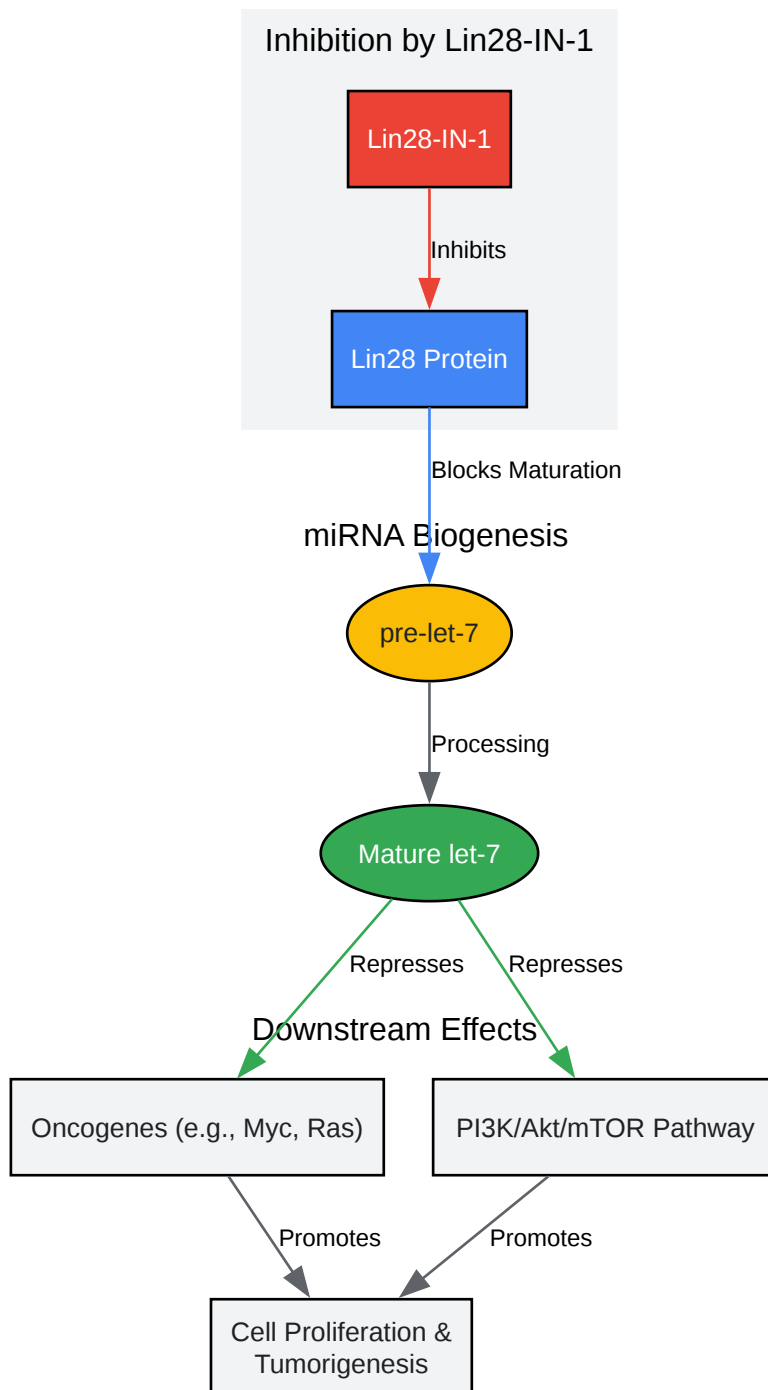 Inhibition by Lin28-IN-1
Lin28-IN-1
Inhibits
Lin28 Protein
Blocks Maturation
miRNA Biogenesis
pre-let-7
Processing
Mature let-7
Represses
Represses
Downstream Effects
Oncogenes (e.g., Myc, Ras)
PI3K/Akt/mTOR Pathway
Promotes
Promotes
Cell Proliferation &
Tumorigenesis